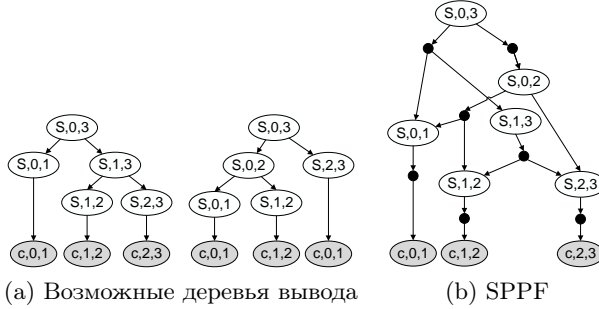 S,0,3
S,0,2
S,0,3 S,0,3 S,0,1 S,1,3
S,0,1 S,1,3 S,0,2 S,2,3
S,1,2 S,2,3 S,0,1 S,1,2 S,1,2 S,2,3
c,0,1 c,1,2 c,2,3 c,0,1 c,1,2 c,0,1 c,0,1 c,1,2 c,2,3
(a) Возможные деревья вывода (b) SPPF